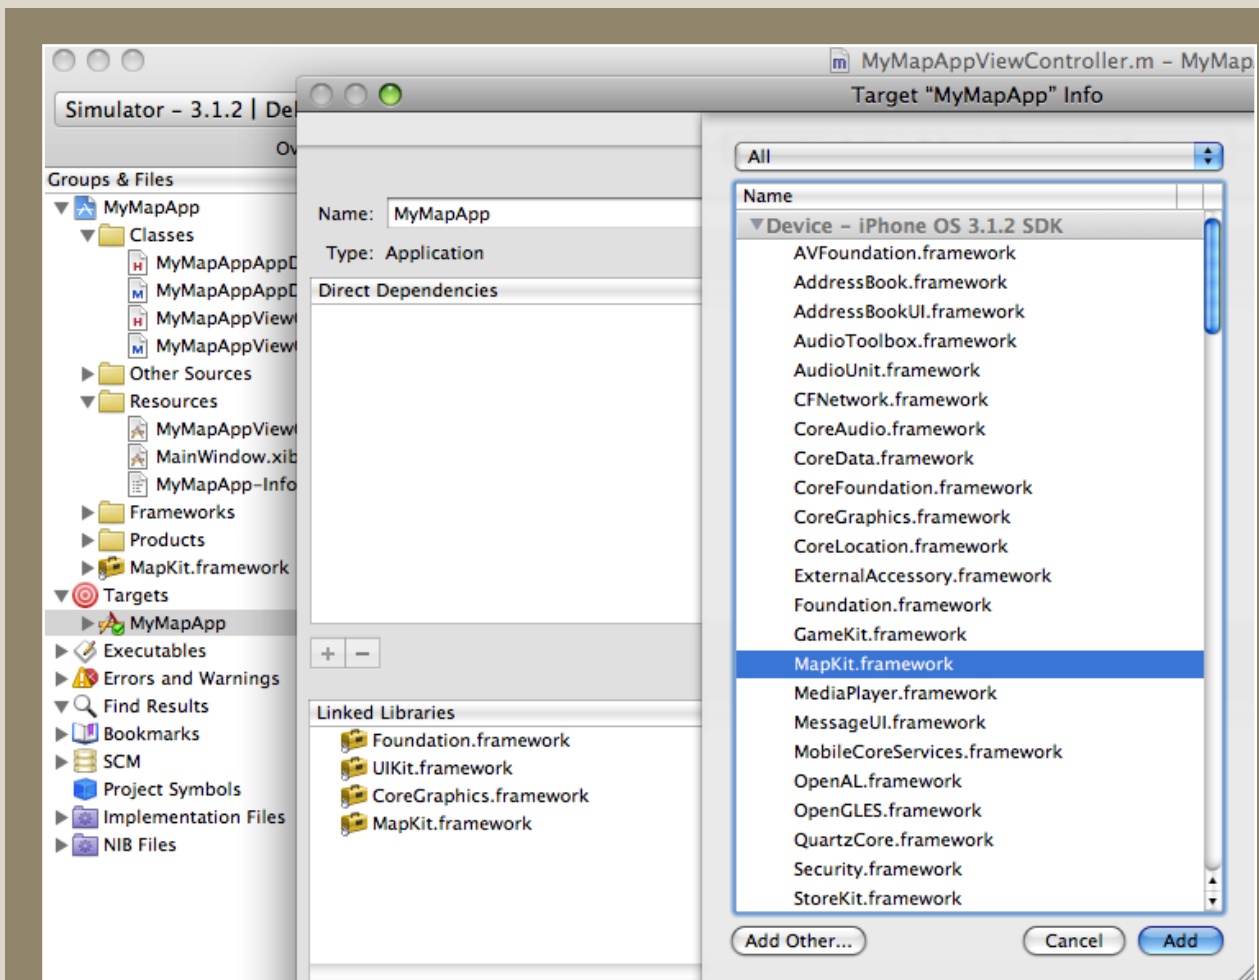 MyMapAppViewController.m – MyMap
Simulator – 3.1.2 | Del
Ov
Groups & Files
MyMapApp
Classes
MyMapAppAppD
MyMapAppAppD
MyMapAppView
MyMapAppView
Other Sources
Resources
MyMapAppView
MainWindow.xib
MyMapApp-Info
Frameworks
Products
MapKit.framework
Targets
MyMapApp
Executables
Errors and Warnings
Find Results
Bookmarks
SCM
Project Symbols
Implementation Files
NIB Files
Target “MyMapApp” Info
Name: MyMapApp
Type: Application
Direct Dependencies
+ −
Linked Libraries
Foundation.framework
UIKit.framework
CoreGraphics.framework
MapKit.framework
All
Name
Device – iPhone OS 3.1.2 SDK
AVFoundation.framework
AddressBook.framework
AddressBookUI.framework
AudioToolbox.framework
AudioUnit.framework
CFNetwork.framework
CoreAudio.framework
CoreData.framework
CoreFoundation.framework
CoreGraphics.framework
CoreLocation.framework
ExternalAccessory.framework
Foundation.framework
GameKit.framework
MapKit.framework
MediaPlayer.framework
MessageUI.framework
MobileCoreServices.framework
OpenAL.framework
OpenGLES.framework
QuartzCore.framework
Security.framework
StoreKit.framework
Add Other...
Cancel
Add